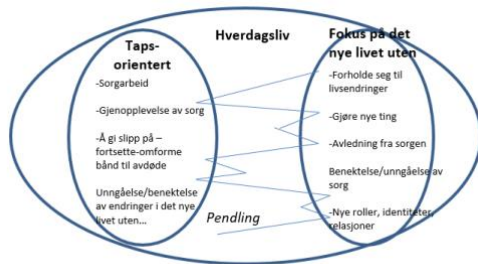 Hverdagsliv
Taps-
orientert
-Sorgarbeid
-Gjenopplevelse av sorg
-Å gi slipp på –
fortsette-omforme
bånd til avdøde
Unngåelse/benektelse
av endringer i det nye
livet uten...
Fokus på det
nye livet uten
-Forholde seg til
livsendringer
-Gjøre nye ting
-Avledning fra sorgen
Benektelse/unngåelse av
sorg
-Nye roller, identiteter,
relasjoner
Pendling